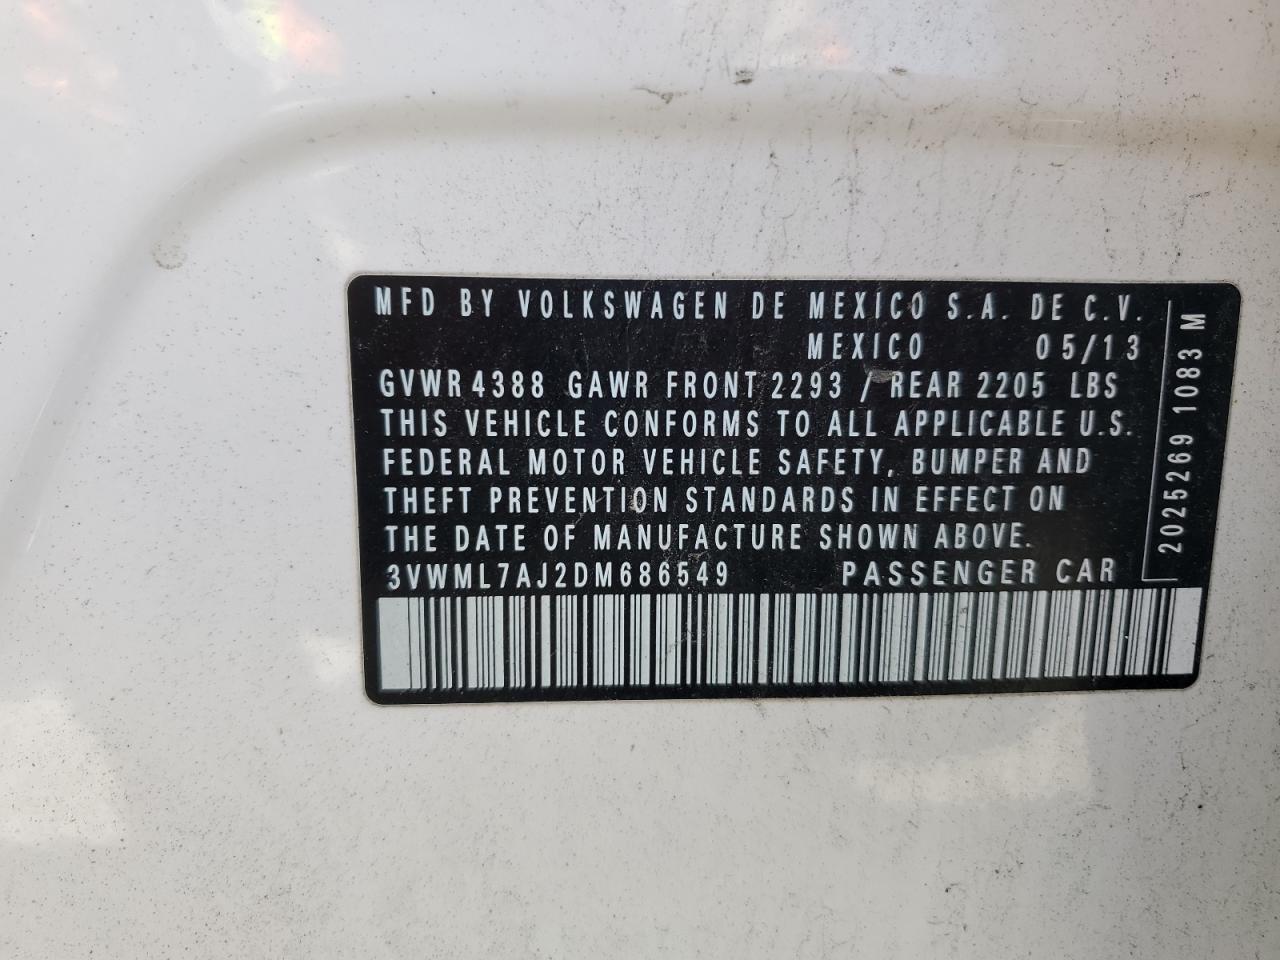 MFD BY VOLKSWAGEN DE MEXICO S.A. DE C.V.
MEXICO 05/13
GVWR 4388 GAWR FRONT 2293 / REAR 2205 LBS
THIS VEHICLE CONFORMS TO ALL APPLICABLE U.S.
FEDERAL MOTOR VEHICLE SAFETY, BUMPER AND
THEFT PREVENTION STANDARDS IN EFFECT ON
THE DATE OF MANUFACTURE SHOWN ABOVE.
3VWML7AJ2DM686549 PASSENGER CAR
2025269 1083 M